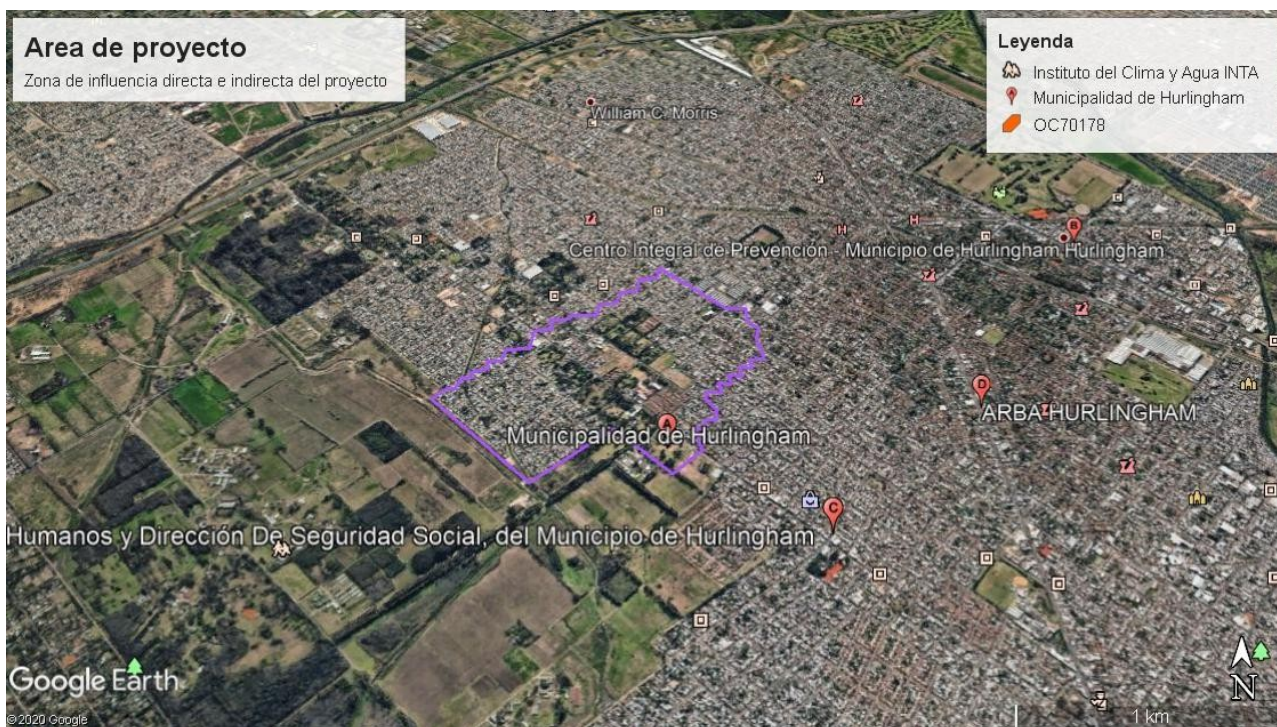 Area de proyecto
Zona de influencia directa e indirecta del proyecto
Leyenda
Instituto del Clima y Agua INTA
A
Municipalidad de Hurlingham
OC70178
William C. Morris
H
H
B
Centro Integral de Prevención - Municipio de Hurlingham Hurlingham
D
ARBA HURLINGHAM
A
Municipalidad de Hurlingham
C
Humanos y Dirección De Seguridad Social, del Municipio de Hurlingham
Google Earth
©2020 Google
N
1 km